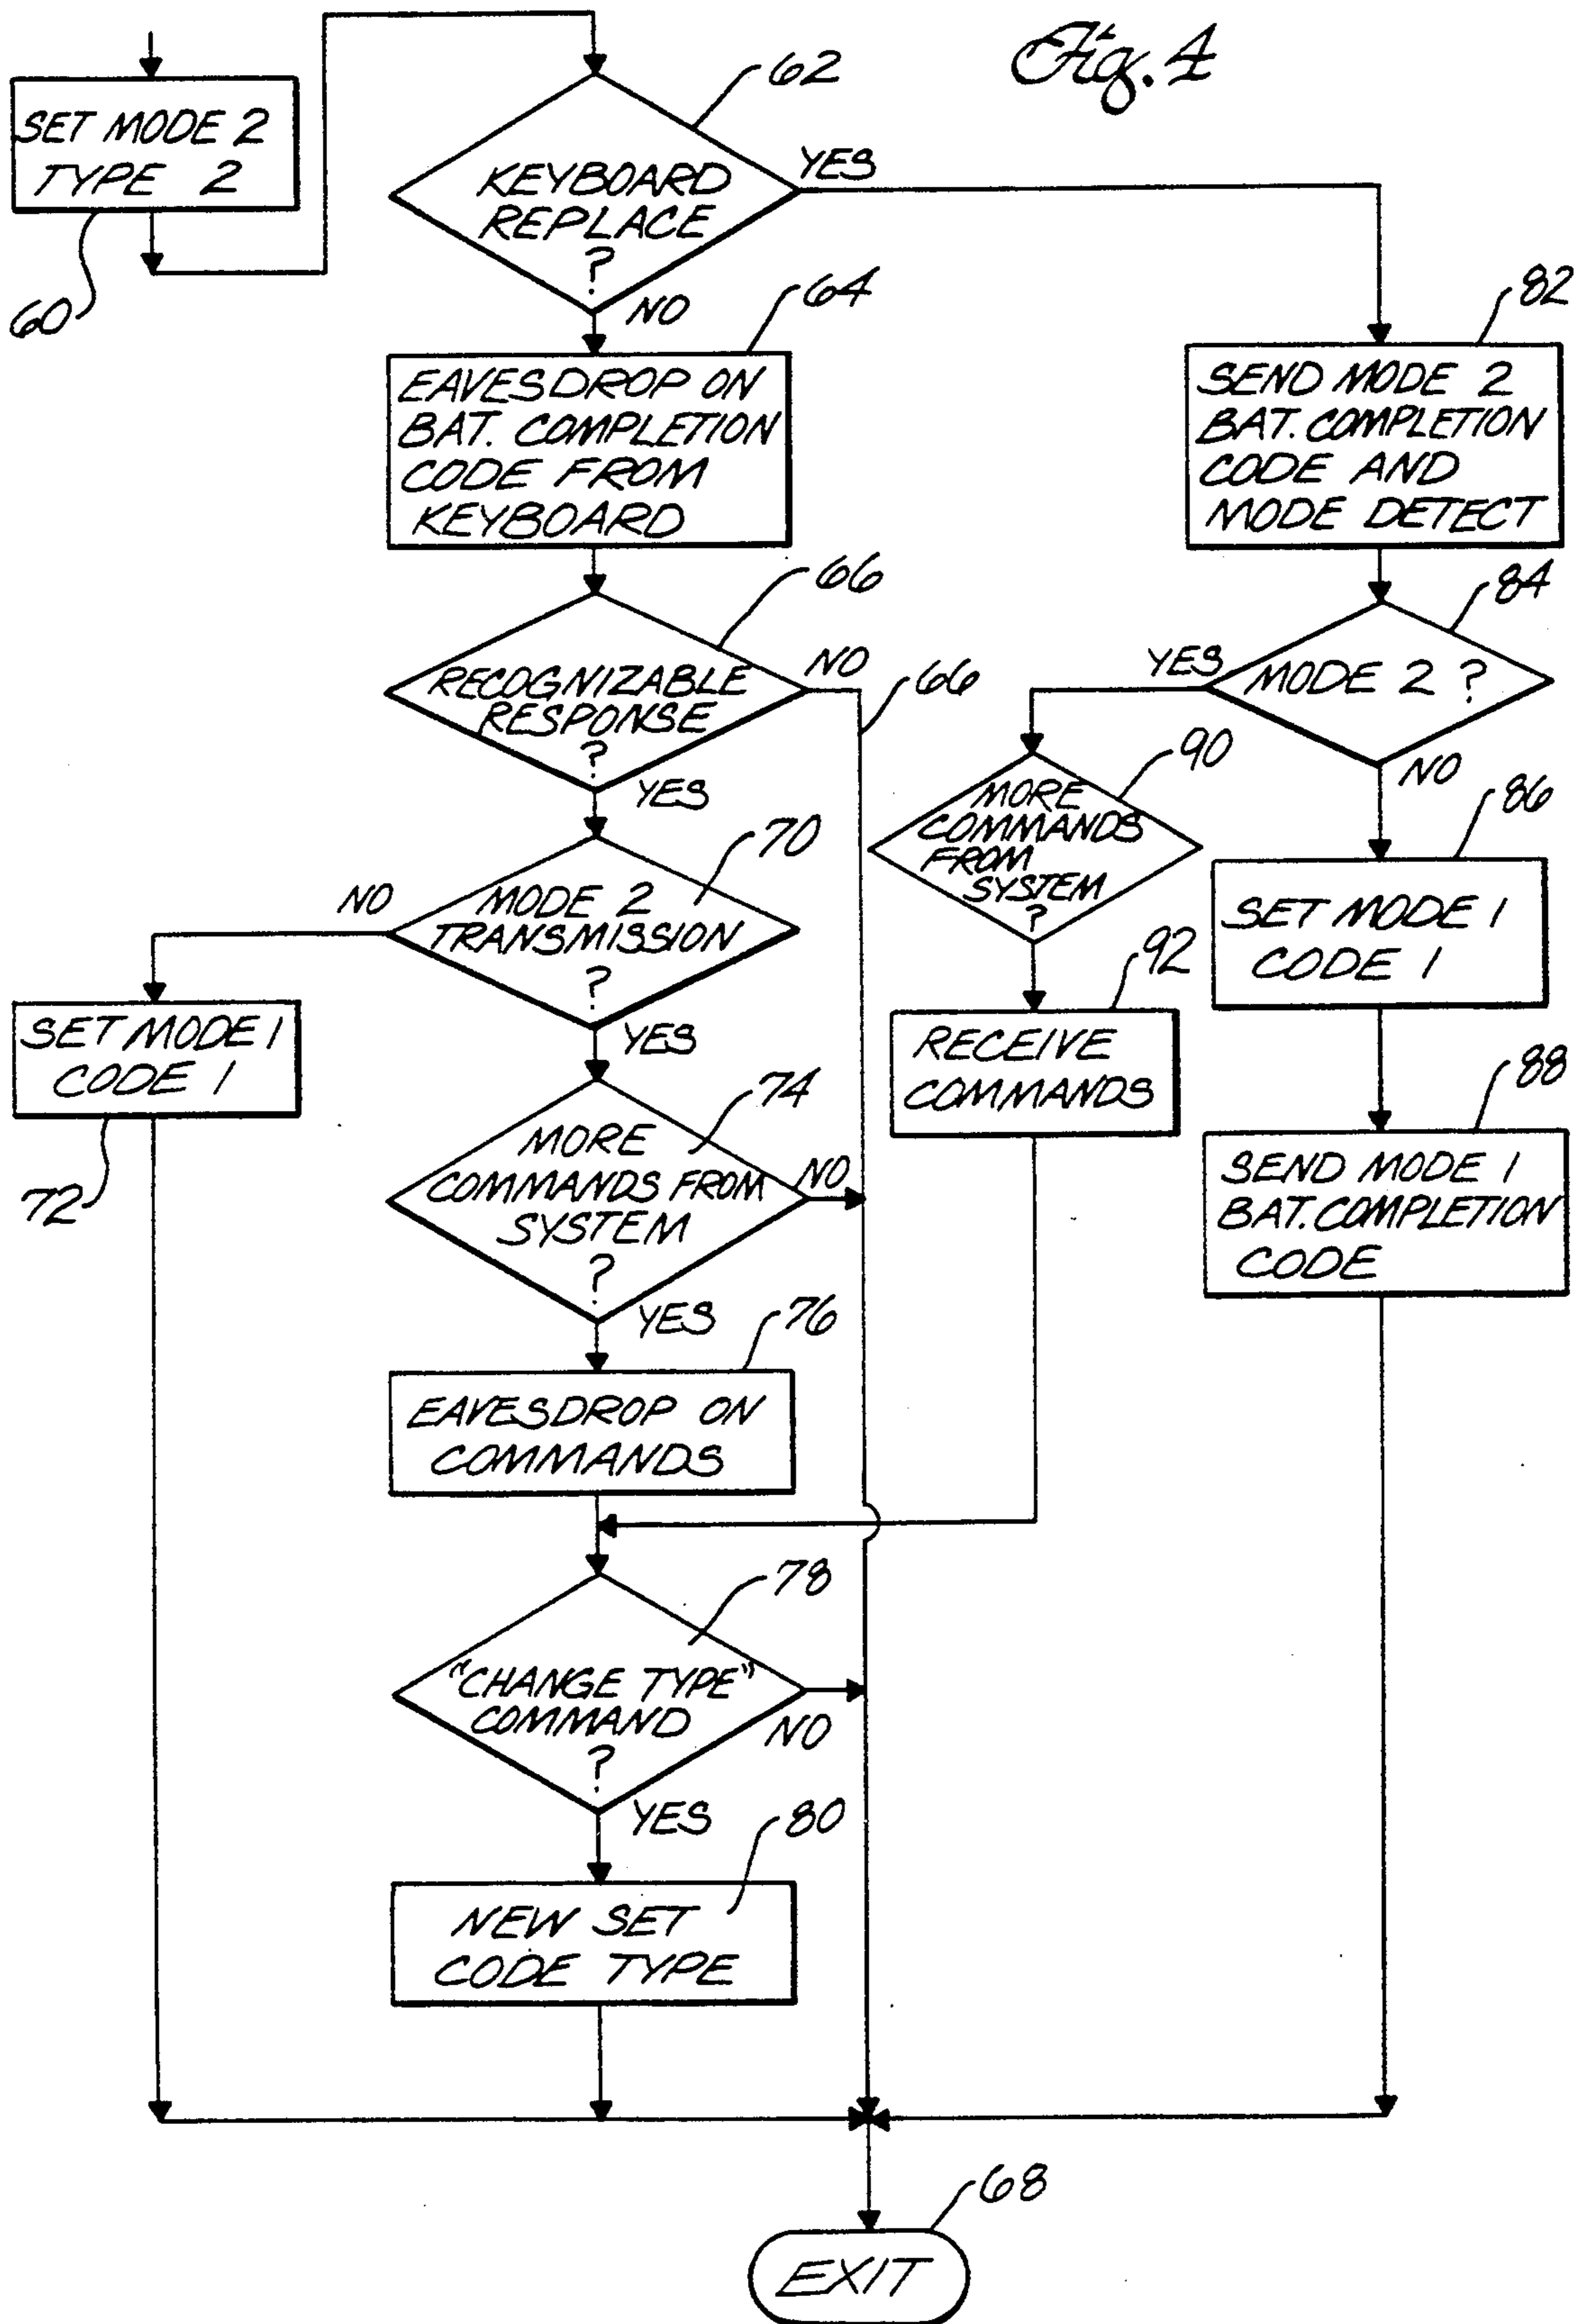 Fig. 4
SET MODE 2
TYPE 2
60
62
KEYBOARD
REPLACE
?
YES
NO
64
EAVESDROP ON
BAT. COMPLETION
CODE FROM
KEYBOARD
82
SEND MODE 2
BAT. COMPLETION
CODE AND
MODE DETECT
66
RECOGNIZABLE
RESPONSE
?
NO
66
YES
84
MODE 2 ?
YES
NO
90
MORE
COMMANDS
FROM
SYSTEM
?
86
SET MODE 1
CODE 1
70
MODE 2
TRANSMISSION
?
NO
YES
SET MODE 1
CODE 1
72
92
RECEIVE
COMMANDS
88
SEND MODE 1
BAT. COMPLETION
CODE
74
MORE
COMMANDS FROM
SYSTEM
?
NO
YES
76
EAVESDROP ON
COMMANDS
78
"CHANGE TYPE"
COMMAND
?
NO
YES
80
NEW SET
CODE TYPE
68
EXIT